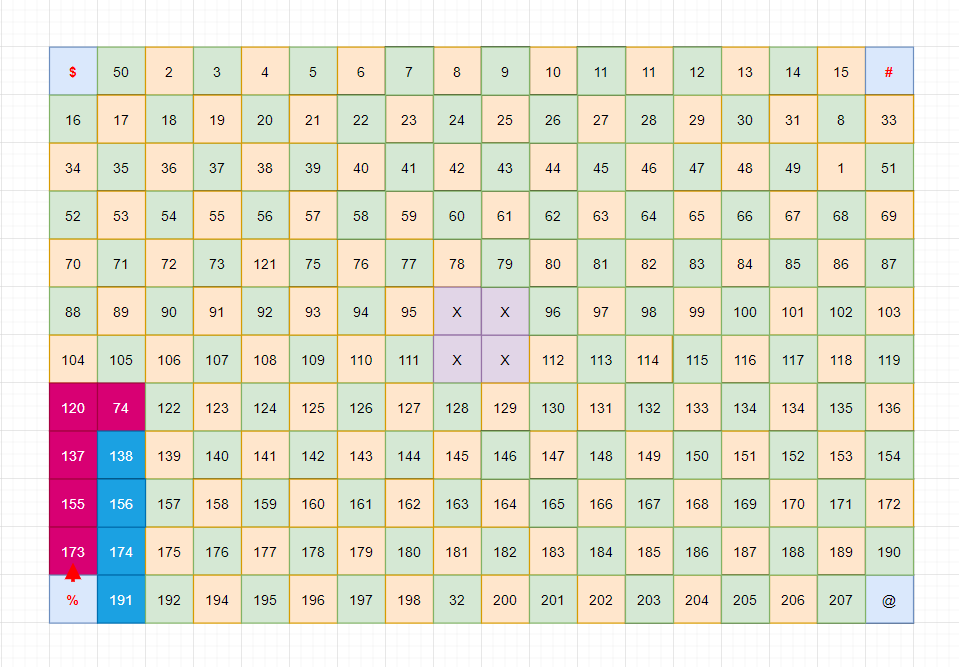 $ 50 2 3 4 5 6 7 8 9 10 11 11 12 13 14 15 #
16 17 18 19 20 21 22 23 24 25 26 27 28 29 30 31 8 33
34 35 36 37 38 39 40 41 42 43 44 45 46 47 48 49 1 51
52 53 54 55 56 57 58 59 60 61 62 63 64 65 66 67 68 69
70 71 72 73 121 75 76 77 78 79 80 81 82 83 84 85 86 87
88 89 90 91 92 93 94 95 X X 96 97 98 99 100 101 102 103
104 105 106 107 108 109 110 111 X X 112 113 114 115 116 117 118 119
120 74 122 123 124 125 126 127 128 129 130 131 132 133 134 134 135 136
137 138 139 140 141 142 143 144 145 146 147 148 149 150 151 152 153 154
155 156 157 158 159 160 161 162 163 164 165 166 167 168 169 170 171 172
173 174 175 176 177 178 179 180 181 182 183 184 185 186 187 188 189 190
% 191 192 194 195 196 197 198 32 200 201 202 203 204 205 206 207 @